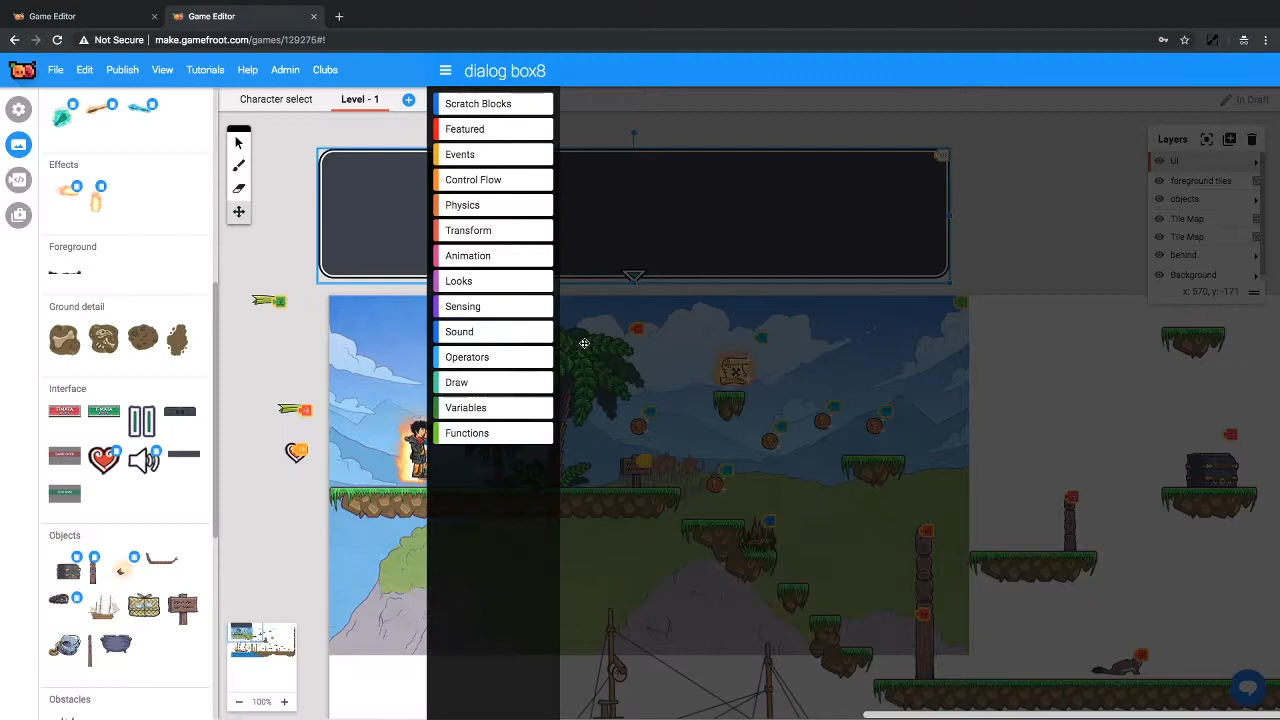 Game Editor
Game Editor
Not Secure
make.gamefroot.com/games/129275#!
File Edit Publish View Tutorials Help Admin Clubs
dialog box8
Character select
Level - 1
In Draft
Scratch Blocks
Featured
Events
Control Flow
Physics
Transform
Animation
Looks
Sensing
Sound
Operators
Draw
Variables
Functions
Effects
Foreground
Ground detail
Interface
Objects
Obstacles
Layers
UI
foreground tiles
objects
Tile Map
Tile Map
behind
Background
x: 570, y: -171
100%